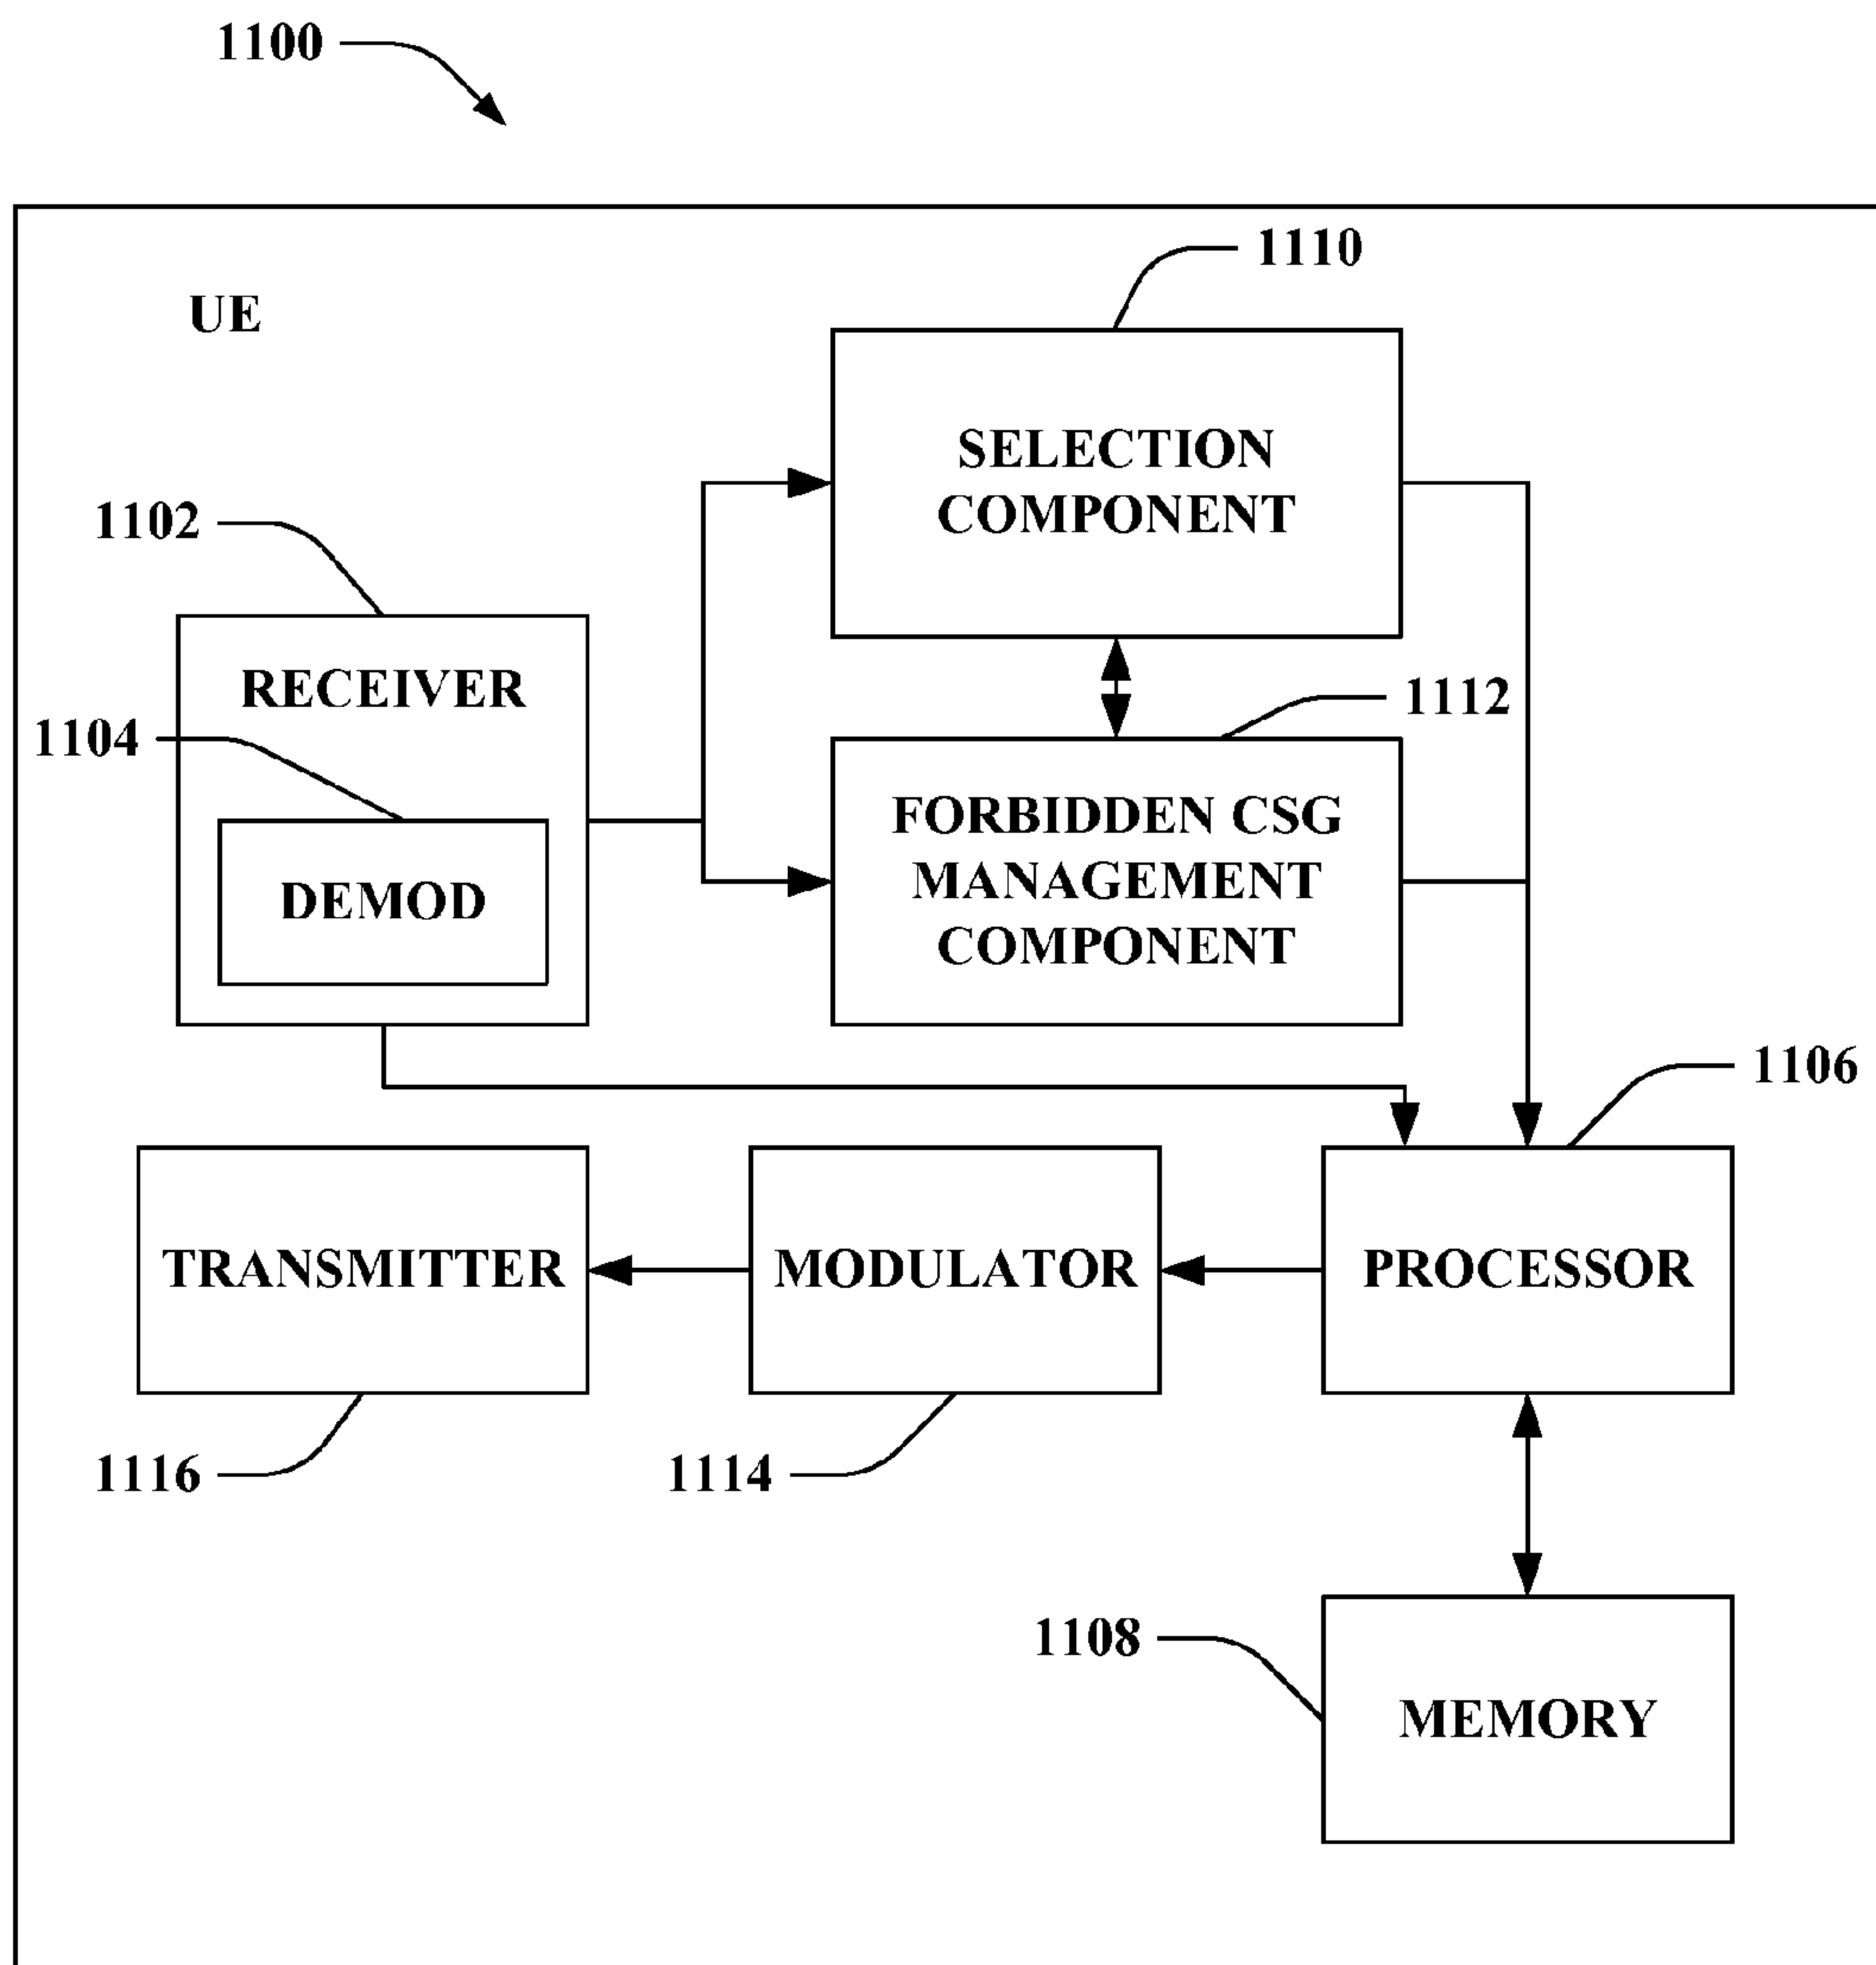 1100
UE
1110
SELECTION
COMPONENT
1102
RECEIVER
1104
DEMOD
1112
FORBIDDEN CSG
MANAGEMENT
COMPONENT
1106
TRANSMITTER
MODULATOR
PROCESSOR
1116
1114
1108
MEMORY